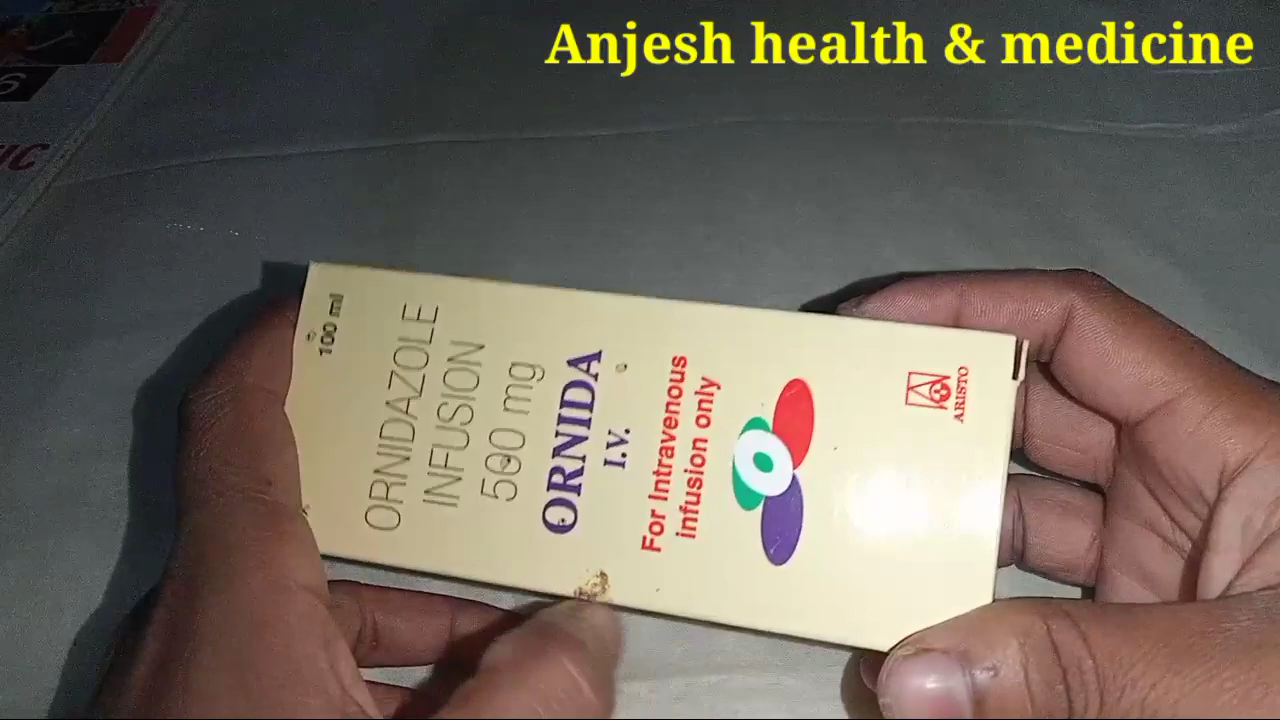 Anjesh health & medicine
100 ml
ORNIDAZOLE
INFUSION
500 mg
ORNIDA
I.V.
For Intravenous
infusion only
ARISTO